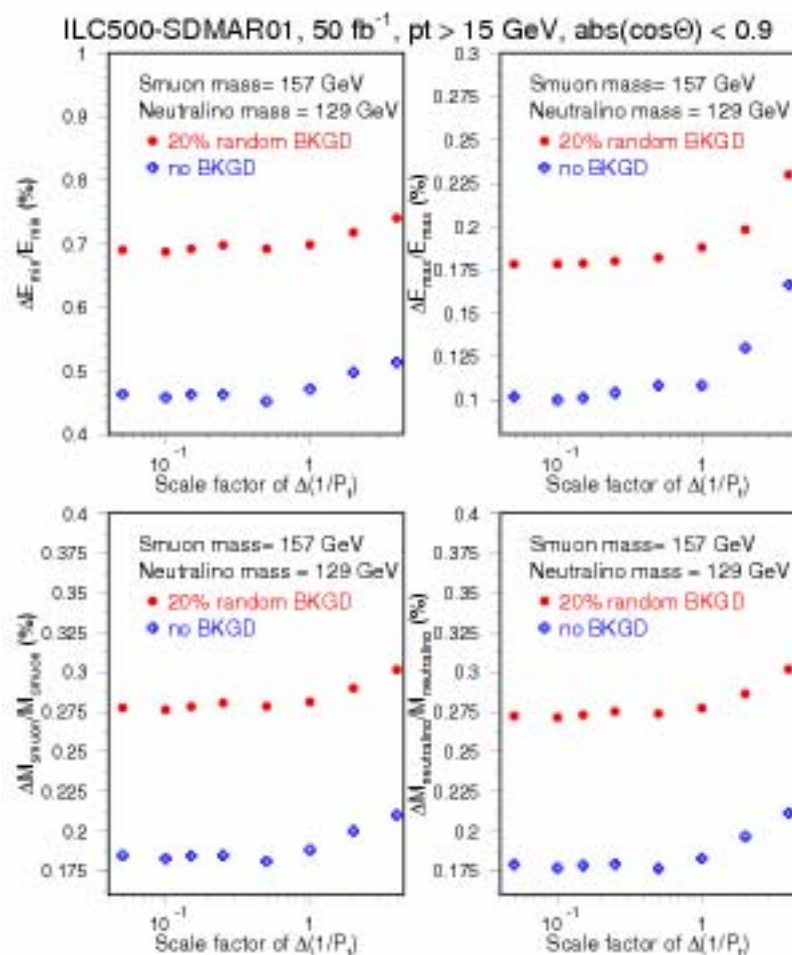 ILC500-SDMAR01, 50 fb⁻¹, pt > 15 GeV, abs(cosΘ) < 0.9
ΔE_min/E_min (%)
1
0.9
0.8
0.7
0.6
0.5
0.4
Smuon mass= 157 GeV
Neutralino mass = 129 GeV
20% random BKGD
no BKGD
10⁻¹
1
Scale factor of Δ(1/Pₜ)
ΔE_max/E_max (%)
0.3
0.275
0.25
0.225
0.2
0.175
0.15
0.125
0.1
Smuon mass= 157 GeV
Neutralino mass = 129 GeV
20% random BKGD
no BKGD
10⁻¹
1
Scale factor of Δ(1/Pₜ)
0.4
0.375
0.35
0.325
0.3
0.275
0.25
0.225
0.2
0.175
Smuon mass= 157 GeV
Neutralino mass = 129 GeV
20% random BKGD
no BKGD
10⁻¹
1
Scale factor of Δ(1/Pₜ)
ΔM_neutralino/M_neutralino (%)
0.4
0.375
0.35
0.325
0.3
0.275
0.25
0.225
0.2
0.175
Smuon mass= 157 GeV
Neutralino mass = 129 GeV
20% random BKGD
no BKGD
10⁻¹
1
Scale factor of Δ(1/Pₜ)